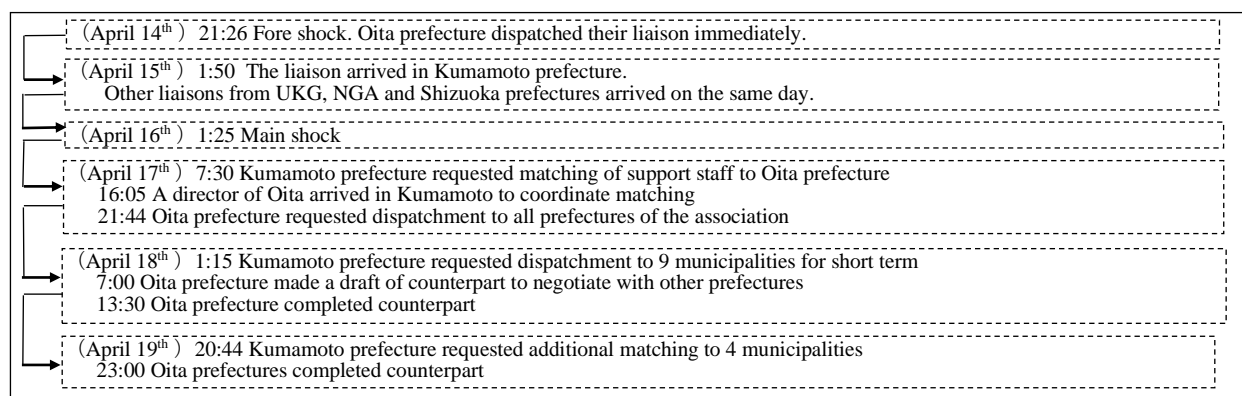 （April 14th ）21:26 Fore shock. Oita prefecture dispatched their liaison immediately.
（April 15th ）1:50  The liaison arrived in Kumamoto prefecture.
Other liaisons from UKG, NGA and Shizuoka prefectures arrived on the same day.
（April 16th ）1:25 Main shock
（April 17th ）7:30 Kumamoto prefecture requested matching of support staff to Oita prefecture
16:05 A director of Oita arrived in Kumamoto to coordinate matching
21:44 Oita prefecture requested dispatchment to all prefectures of the association
（April 18th ）1:15 Kumamoto prefecture requested dispatchment to 9 municipalities for short term
7:00 Oita prefecture made a draft of counterpart to negotiate with other prefectures
13:30 Oita prefecture completed counterpart
（April 19th ）20:44 Kumamoto prefecture requested additional matching to 4 municipalities
23:00 Oita prefectures completed counterpart